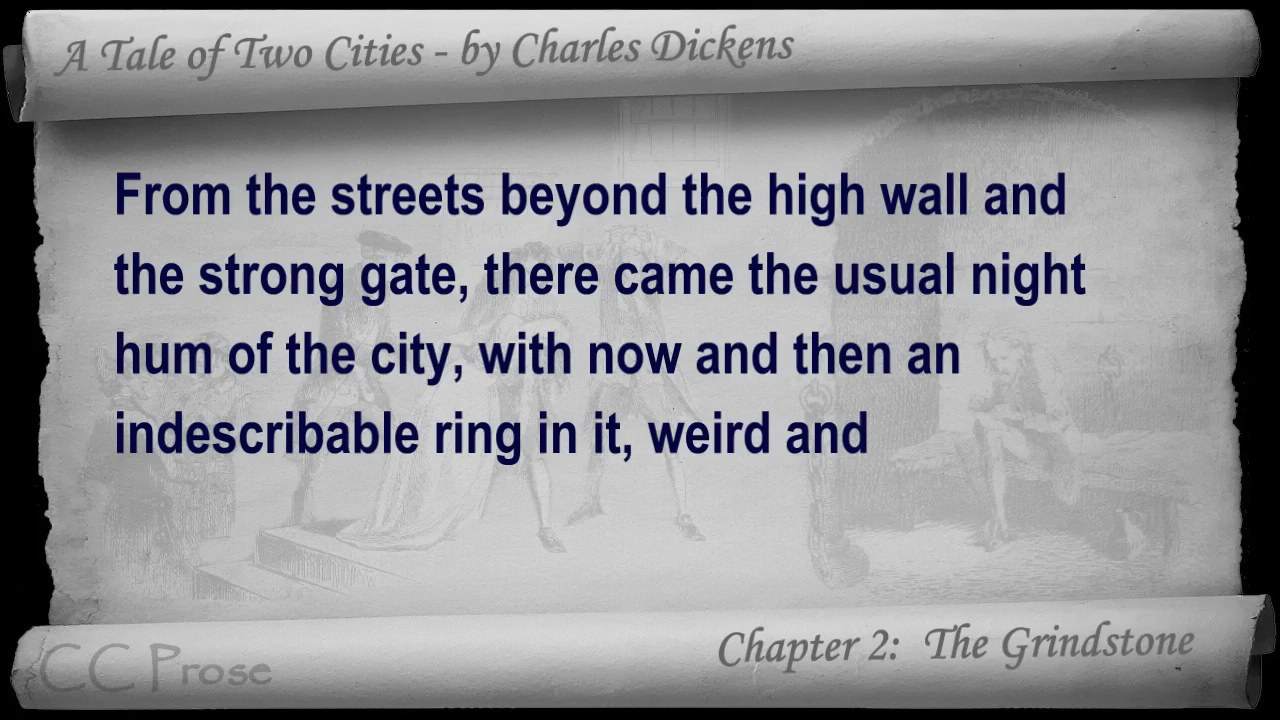 A Tale of Two Cities - by Charles Dickens
From the streets beyond the high wall and
the strong gate, there came the usual night
hum of the city, with now and then an
indescribable ring in it, weird and
Chapter 2: The Grindstone
CC Prose